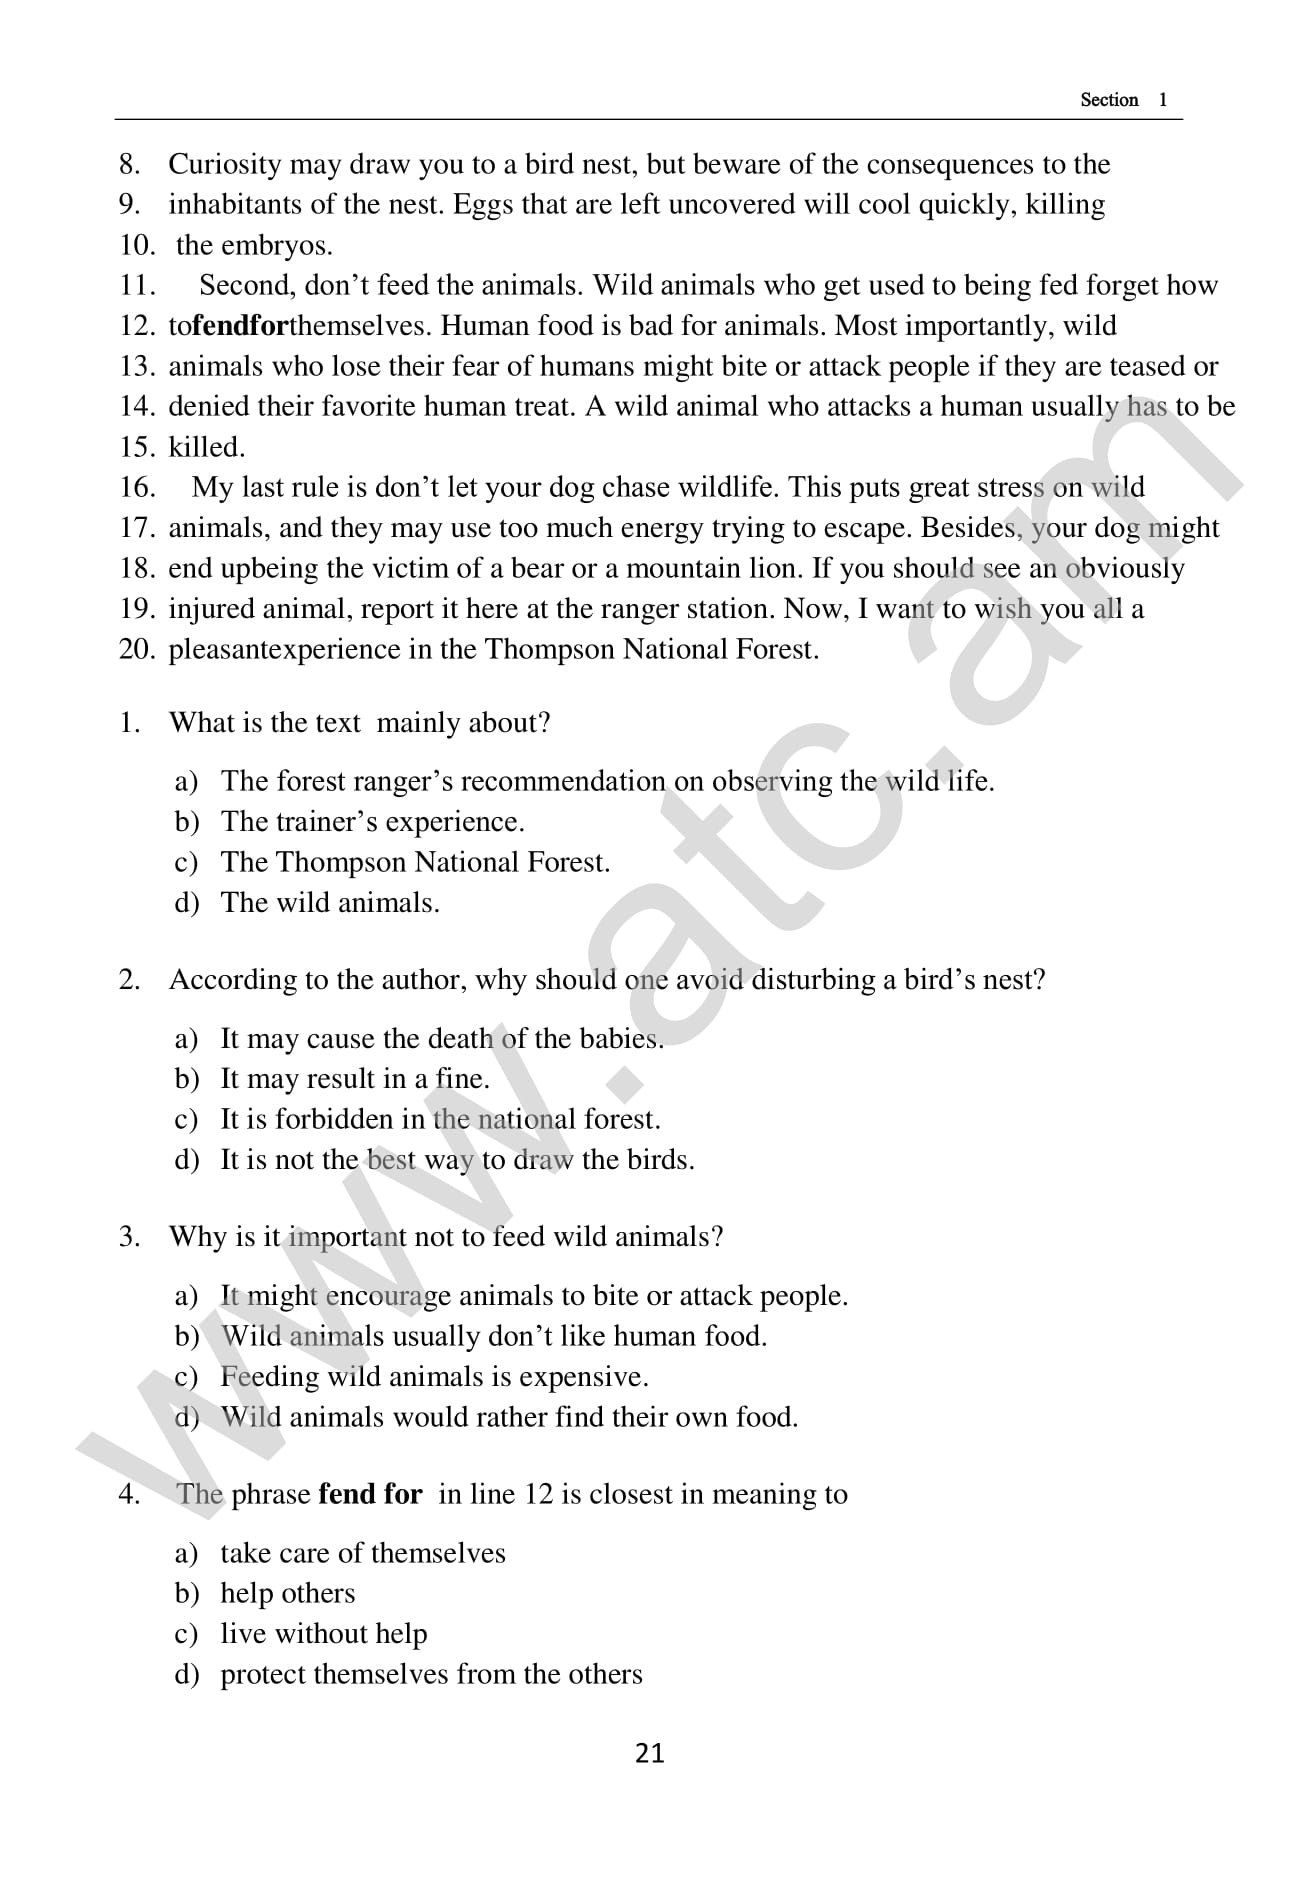 Section 1
8. Curiosity may draw you to a bird nest, but beware of the consequences to the
9. inhabitants of the nest. Eggs that are left uncovered will cool quickly, killing
10. the embryos.
11. Second, don’t feed the animals. Wild animals who get used to being fed forget how
12. tofendforthemselves. Human food is bad for animals. Most importantly, wild
13. animals who lose their fear of humans might bite or attack people if they are teased or
14. denied their favorite human treat. A wild animal who attacks a human usually has to be
15. killed.
16. My last rule is don’t let your dog chase wildlife. This puts great stress on wild
17. animals, and they may use too much energy trying to escape. Besides, your dog might
18. end upbeing the victim of a bear or a mountain lion. If you should see an obviously
19. injured animal, report it here at the ranger station. Now, I want to wish you all a
20. pleasantexperience in the Thompson National Forest.
1. What is the text mainly about?
a) The forest ranger’s recommendation on observing the wild life.
b) The trainer’s experience.
c) The Thompson National Forest.
d) The wild animals.
2. According to the author, why should one avoid disturbing a bird’s nest?
a) It may cause the death of the babies.
b) It may result in a fine.
c) It is forbidden in the national forest.
d) It is not the best way to draw the birds.
3. Why is it important not to feed wild animals?
a) It might encourage animals to bite or attack people.
b) Wild animals usually don’t like human food.
c) Feeding wild animals is expensive.
d) Wild animals would rather find their own food.
4. The phrase fend for in line 12 is closest in meaning to
a) take care of themselves
b) help others
c) live without help
d) protect themselves from the others
21
www.atc.am